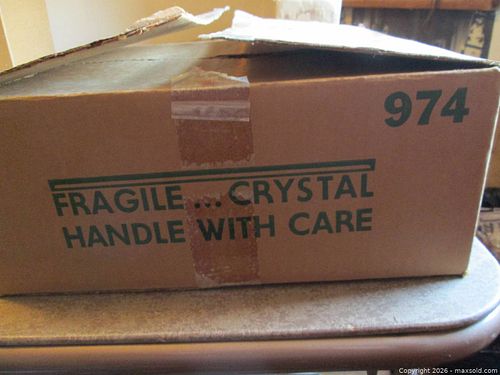 974
FRAGILE ... CRYSTAL
HANDLE WITH CARE
Copyright 2026 - maxsold.com